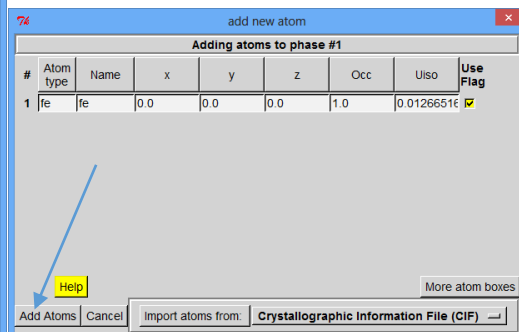 add new atom
Adding atoms to phase #1
# Atom type Name x y z Occ Uiso Use Flag
1 fe fe 0.0 0.0 0.0 1.0 0.01266516
Help
More atom boxes
Add Atoms Cancel Import atoms from: Crystallographic Information File (CIF)